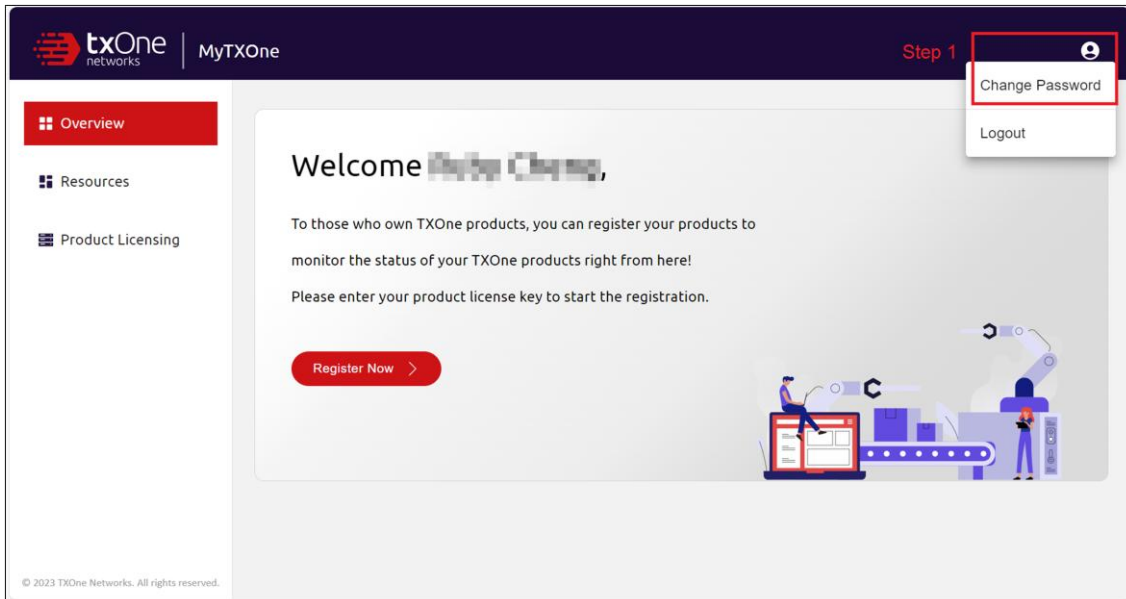 txOne
networks
MyTXOne
Step 1
Change Password
Logout
Overview
Resources
Product Licensing
Welcome ,
To those who own TXOne products, you can register your products to
monitor the status of your TXOne products right from here!
Please enter your product license key to start the registration.
Register Now
© 2023 TXOne Networks. All rights reserved.